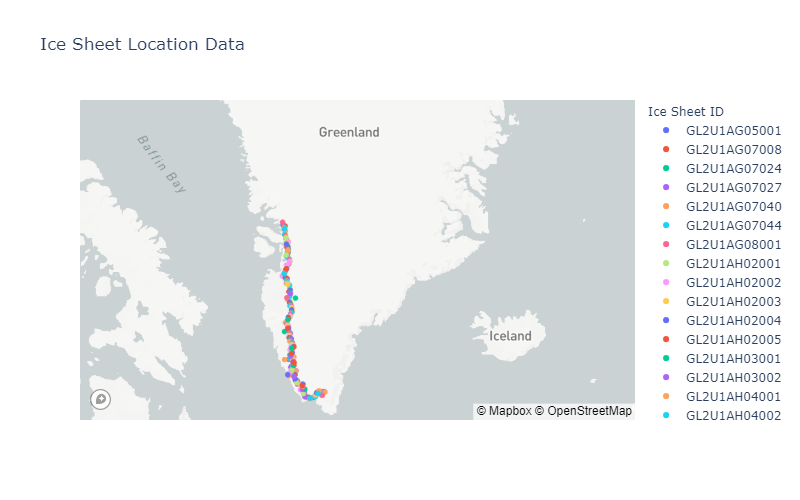 Ice Sheet Location Data
Greenland
Baffin Bay
Iceland
© Mapbox © OpenStreetMap
Ice Sheet ID
GL2U1AG05001
GL2U1AG07008
GL2U1AG07024
GL2U1AG07027
GL2U1AG07040
GL2U1AG07044
GL2U1AG08001
GL2U1AH02001
GL2U1AH02002
GL2U1AH02003
GL2U1AH02004
GL2U1AH02005
GL2U1AH03001
GL2U1AH03002
GL2U1AH04001
GL2U1AH04002